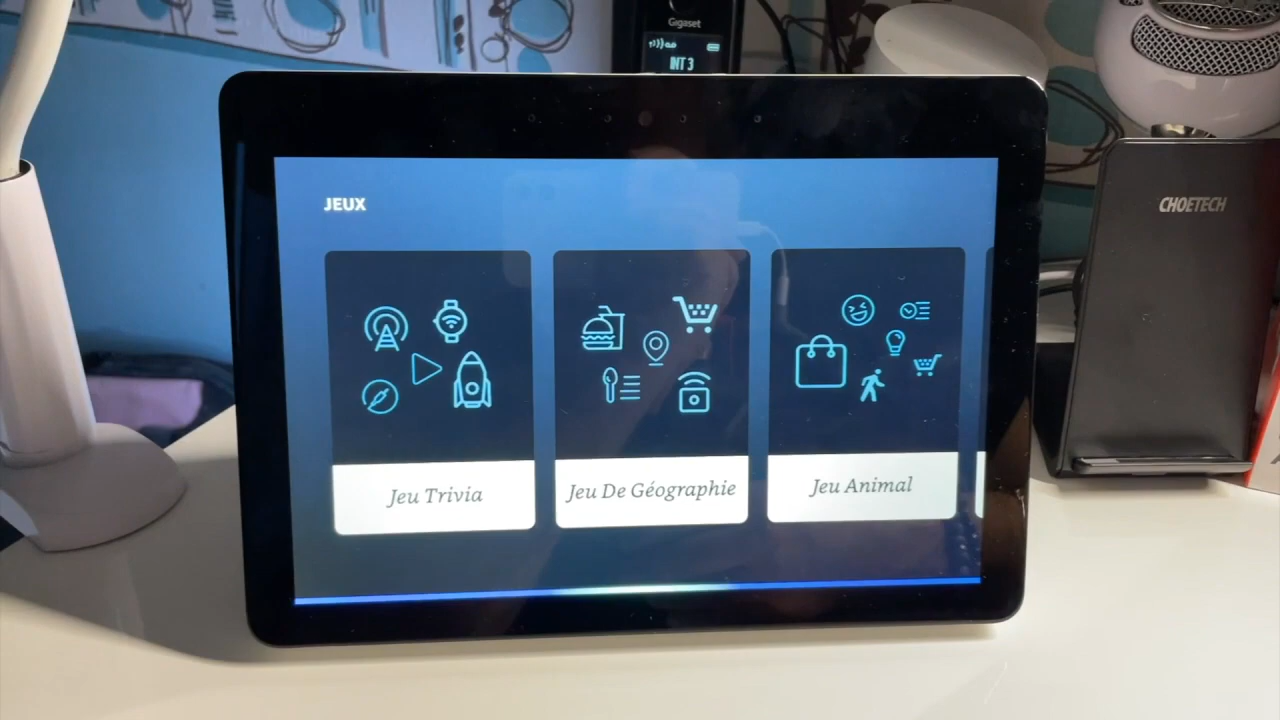 Gigaset
INT 3
CHOETECH
JEUX
Jeu Trivia
Jeu De Géographie
Jeu Animal